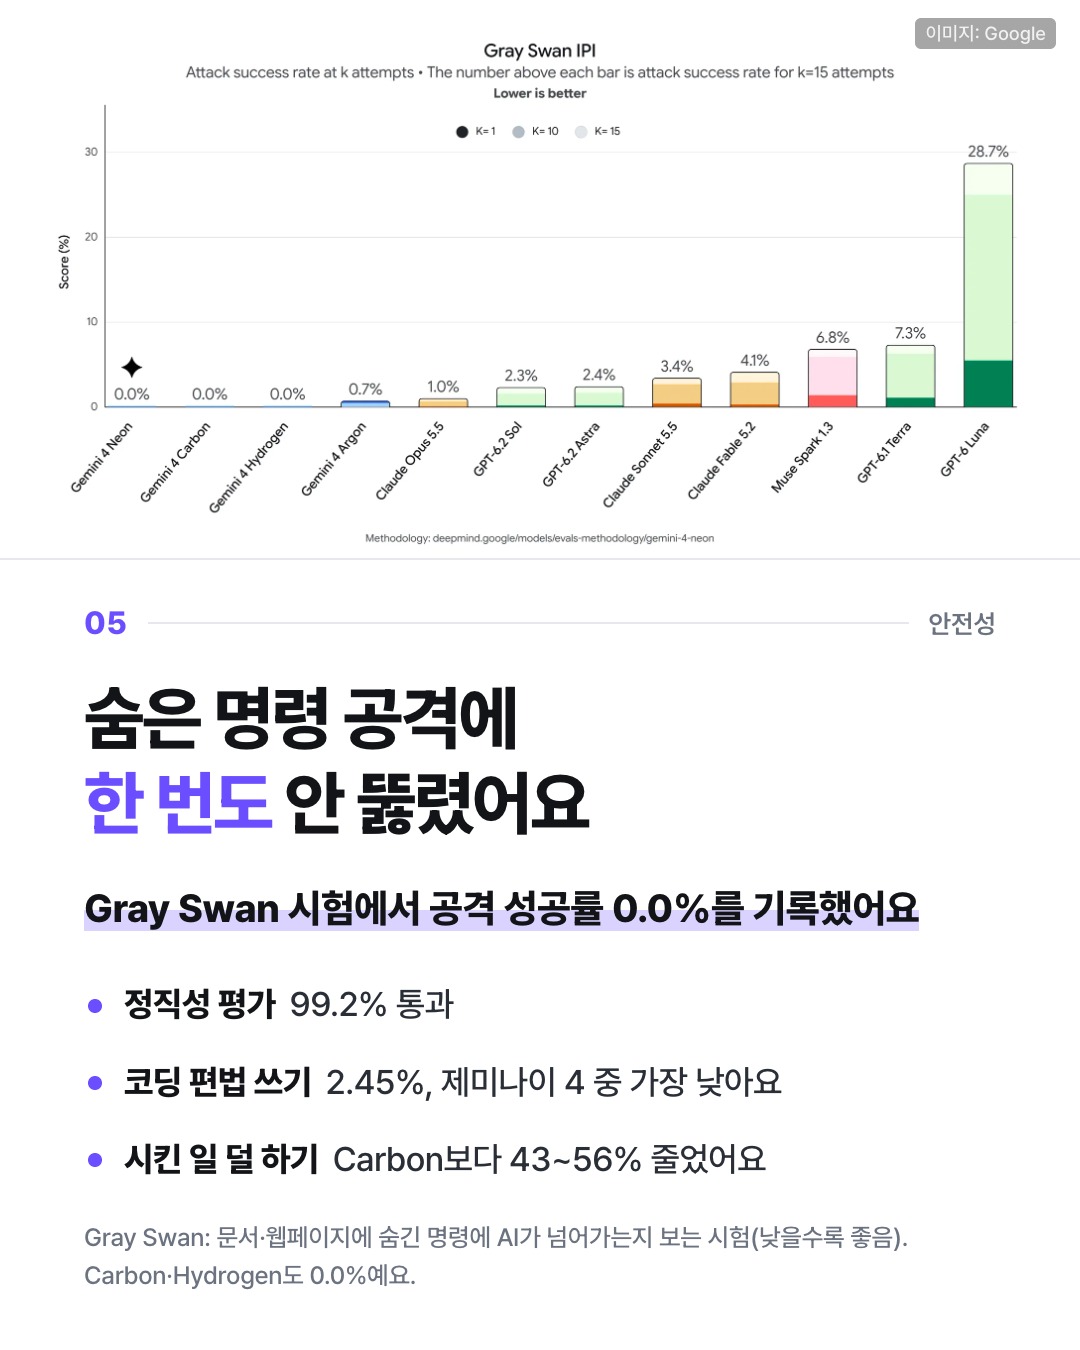 이미지: Google
Gray Swan IPI
Attack success rate at k attempts • The number above each bar is attack success rate for k=15 attempts
Lower is better
K= 1 K= 10 K= 15
Score (%)
30
20
10
0
0.0%
0.0%
0.0%
0.7%
1.0%
2.3%
2.4%
3.4%
4.1%
6.8%
7.3%
28.7%
Gemini 4 Neon
Gemini 4 Carbon
Gemini 4 Hydrogen
Gemini 4 Argon
Claude Opus 5.5
GPT-6.2 Sol
GPT-6.2 Astra
Claude Sonnet 5.5
Claude Fable 5.2
Muse Spark 1.3
GPT-6.1 Terra
GPT-6 Luna
Methodology: deepmind.google/models/evals-methodology/gemini-4-neon
05 안전성
숨은 명령 공격에
한 번도 안 뚫렸어요
Gray Swan 시험에서 공격 성공률 0.0%를 기록했어요
• 정직성 평가 99.2% 통과
• 코딩 편법 쓰기 2.45%, 제미나이 4 중 가장 낮아요
• 시킨 일 덜 하기 Carbon보다 43~56% 줄었어요
Gray Swan: 문서·웹페이지에 숨긴 명령에 AI가 넘어가는지 보는 시험(낮을수록 좋음).
Carbon·Hydrogen도 0.0%예요.